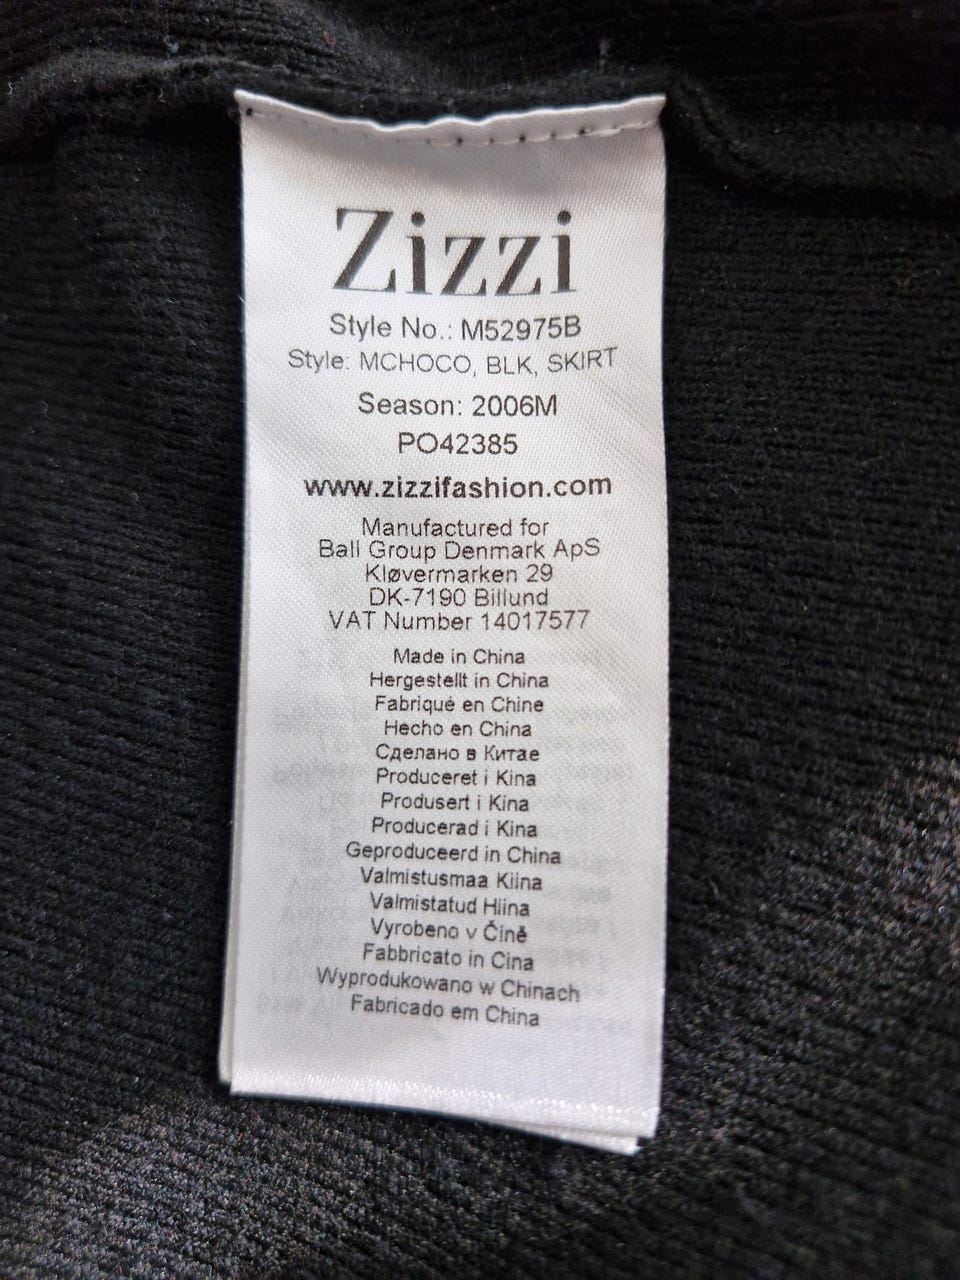 Zizzi
Style No.: M52975B
Style: MCHOCO, BLK, SKIRT
Season: 2006M
PO42385
www.zizzifashion.com
Manufactured for
Ball Group Denmark ApS
Kløvermarken 29
DK-7190 Billund
VAT Number 14017577
Made in China
Hergestellt in China
Fabriqué en Chine
Hecho en China
Сделано в Китае
Produceret i Kina
Produsert i Kina
Producerad i Kina
Geproduceerd in China
Valmistusmaa Kiina
Valmistatud Hiina
Vyrobeno v Číně
Fabbricato in Cina
Wyprodukowano w Chinach
Fabricado em China